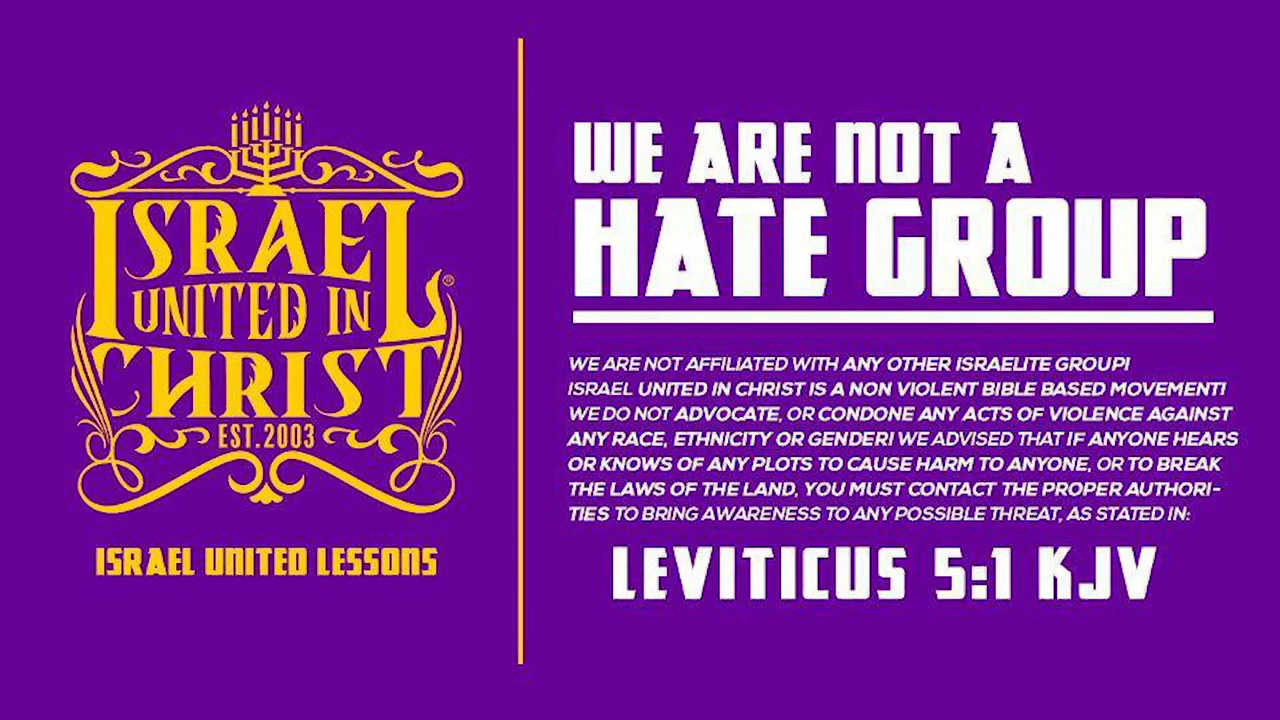 ISRAEL
UNITED IN
CHRIST
®
EST. 2003
ISRAEL UNITED LESSONS
WE ARE NOT A
HATE GROUP
WE ARE NOT AFFILIATED WITH ANY OTHER ISRAELITE GROUP!
ISRAEL UNITED IN CHRIST IS A NON VIOLENT BIBLE BASED MOVEMENT!
WE DO NOT ADVOCATE, OR CONDONE ANY ACTS OF VIOLENCE AGAINST
ANY RACE, ETHNICITY OR GENDER! WE ADVISED THAT IF ANYONE HEARS
OR KNOWS OF ANY PLOTS TO CAUSE HARM TO ANYONE, OR TO BREAK
THE LAWS OF THE LAND, YOU MUST CONTACT THE PROPER AUTHORI-
TIES TO BRING AWARENESS TO ANY POSSIBLE THREAT, AS STATED IN:
LEVITICUS 5:1 KJV